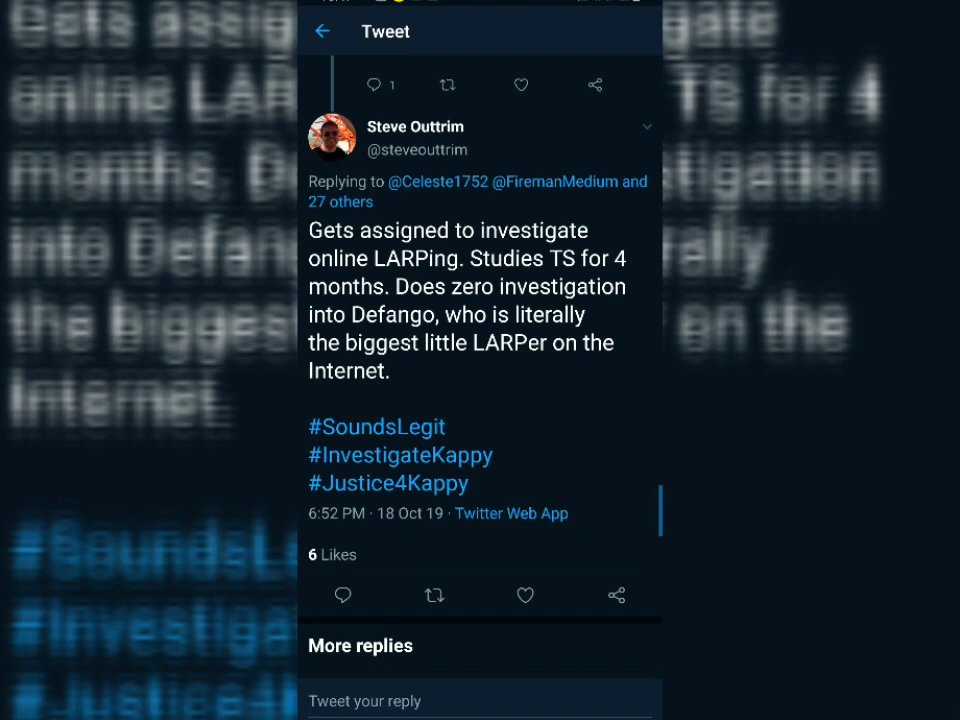 Tweet
1
Steve Outtrim
@steveouttrim
Replying to @Celeste1752 @FiremanMedium and
27 others
Gets assigned to investigate
online LARPing. Studies TS for 4
months. Does zero investigation
into Defango, who is literally
the biggest little LARPer on the
Internet.
#SoundsLegit
#InvestigateKappy
#Justice4Kappy
6:52 PM · 18 Oct 19 · Twitter Web App
6 Likes
More replies
Tweet your reply